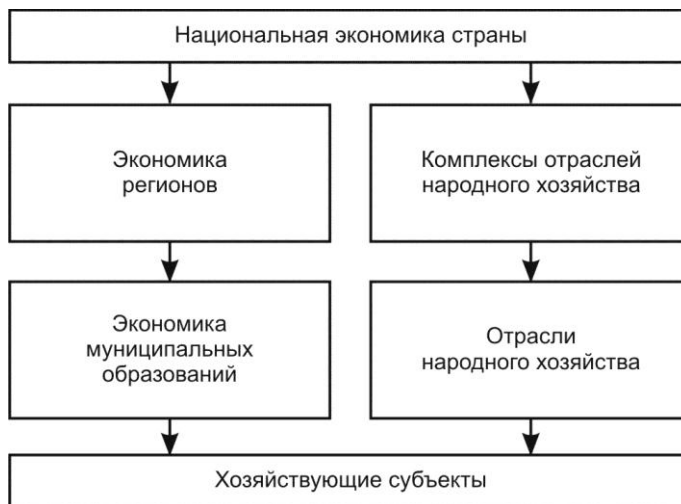 Национальная экономика страны
Экономика
регионов
Комплексы отраслей
народного хозяйства
Экономика
муниципальных
образований
Отрасли
народного хозяйства
Хозяйствующие субъекты